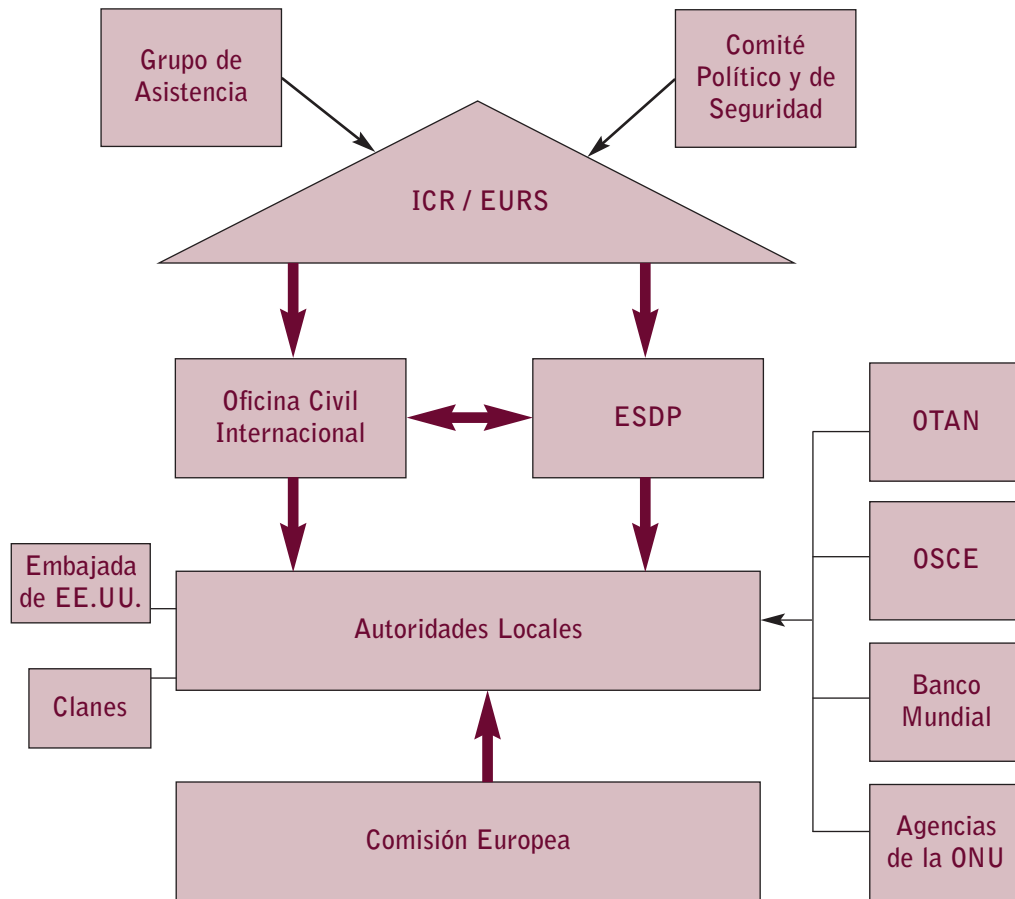 Grupo de
Asistencia
Comité
Político y de
Seguridad
ICR / EURS
Oficina Civil
Internacional
ESDP
OTAN
OSCE
Embajada
de EE.UU.
Autoridades Locales
Clanes
Banco
Mundial
Comisión Europea
Agencias
de la ONU